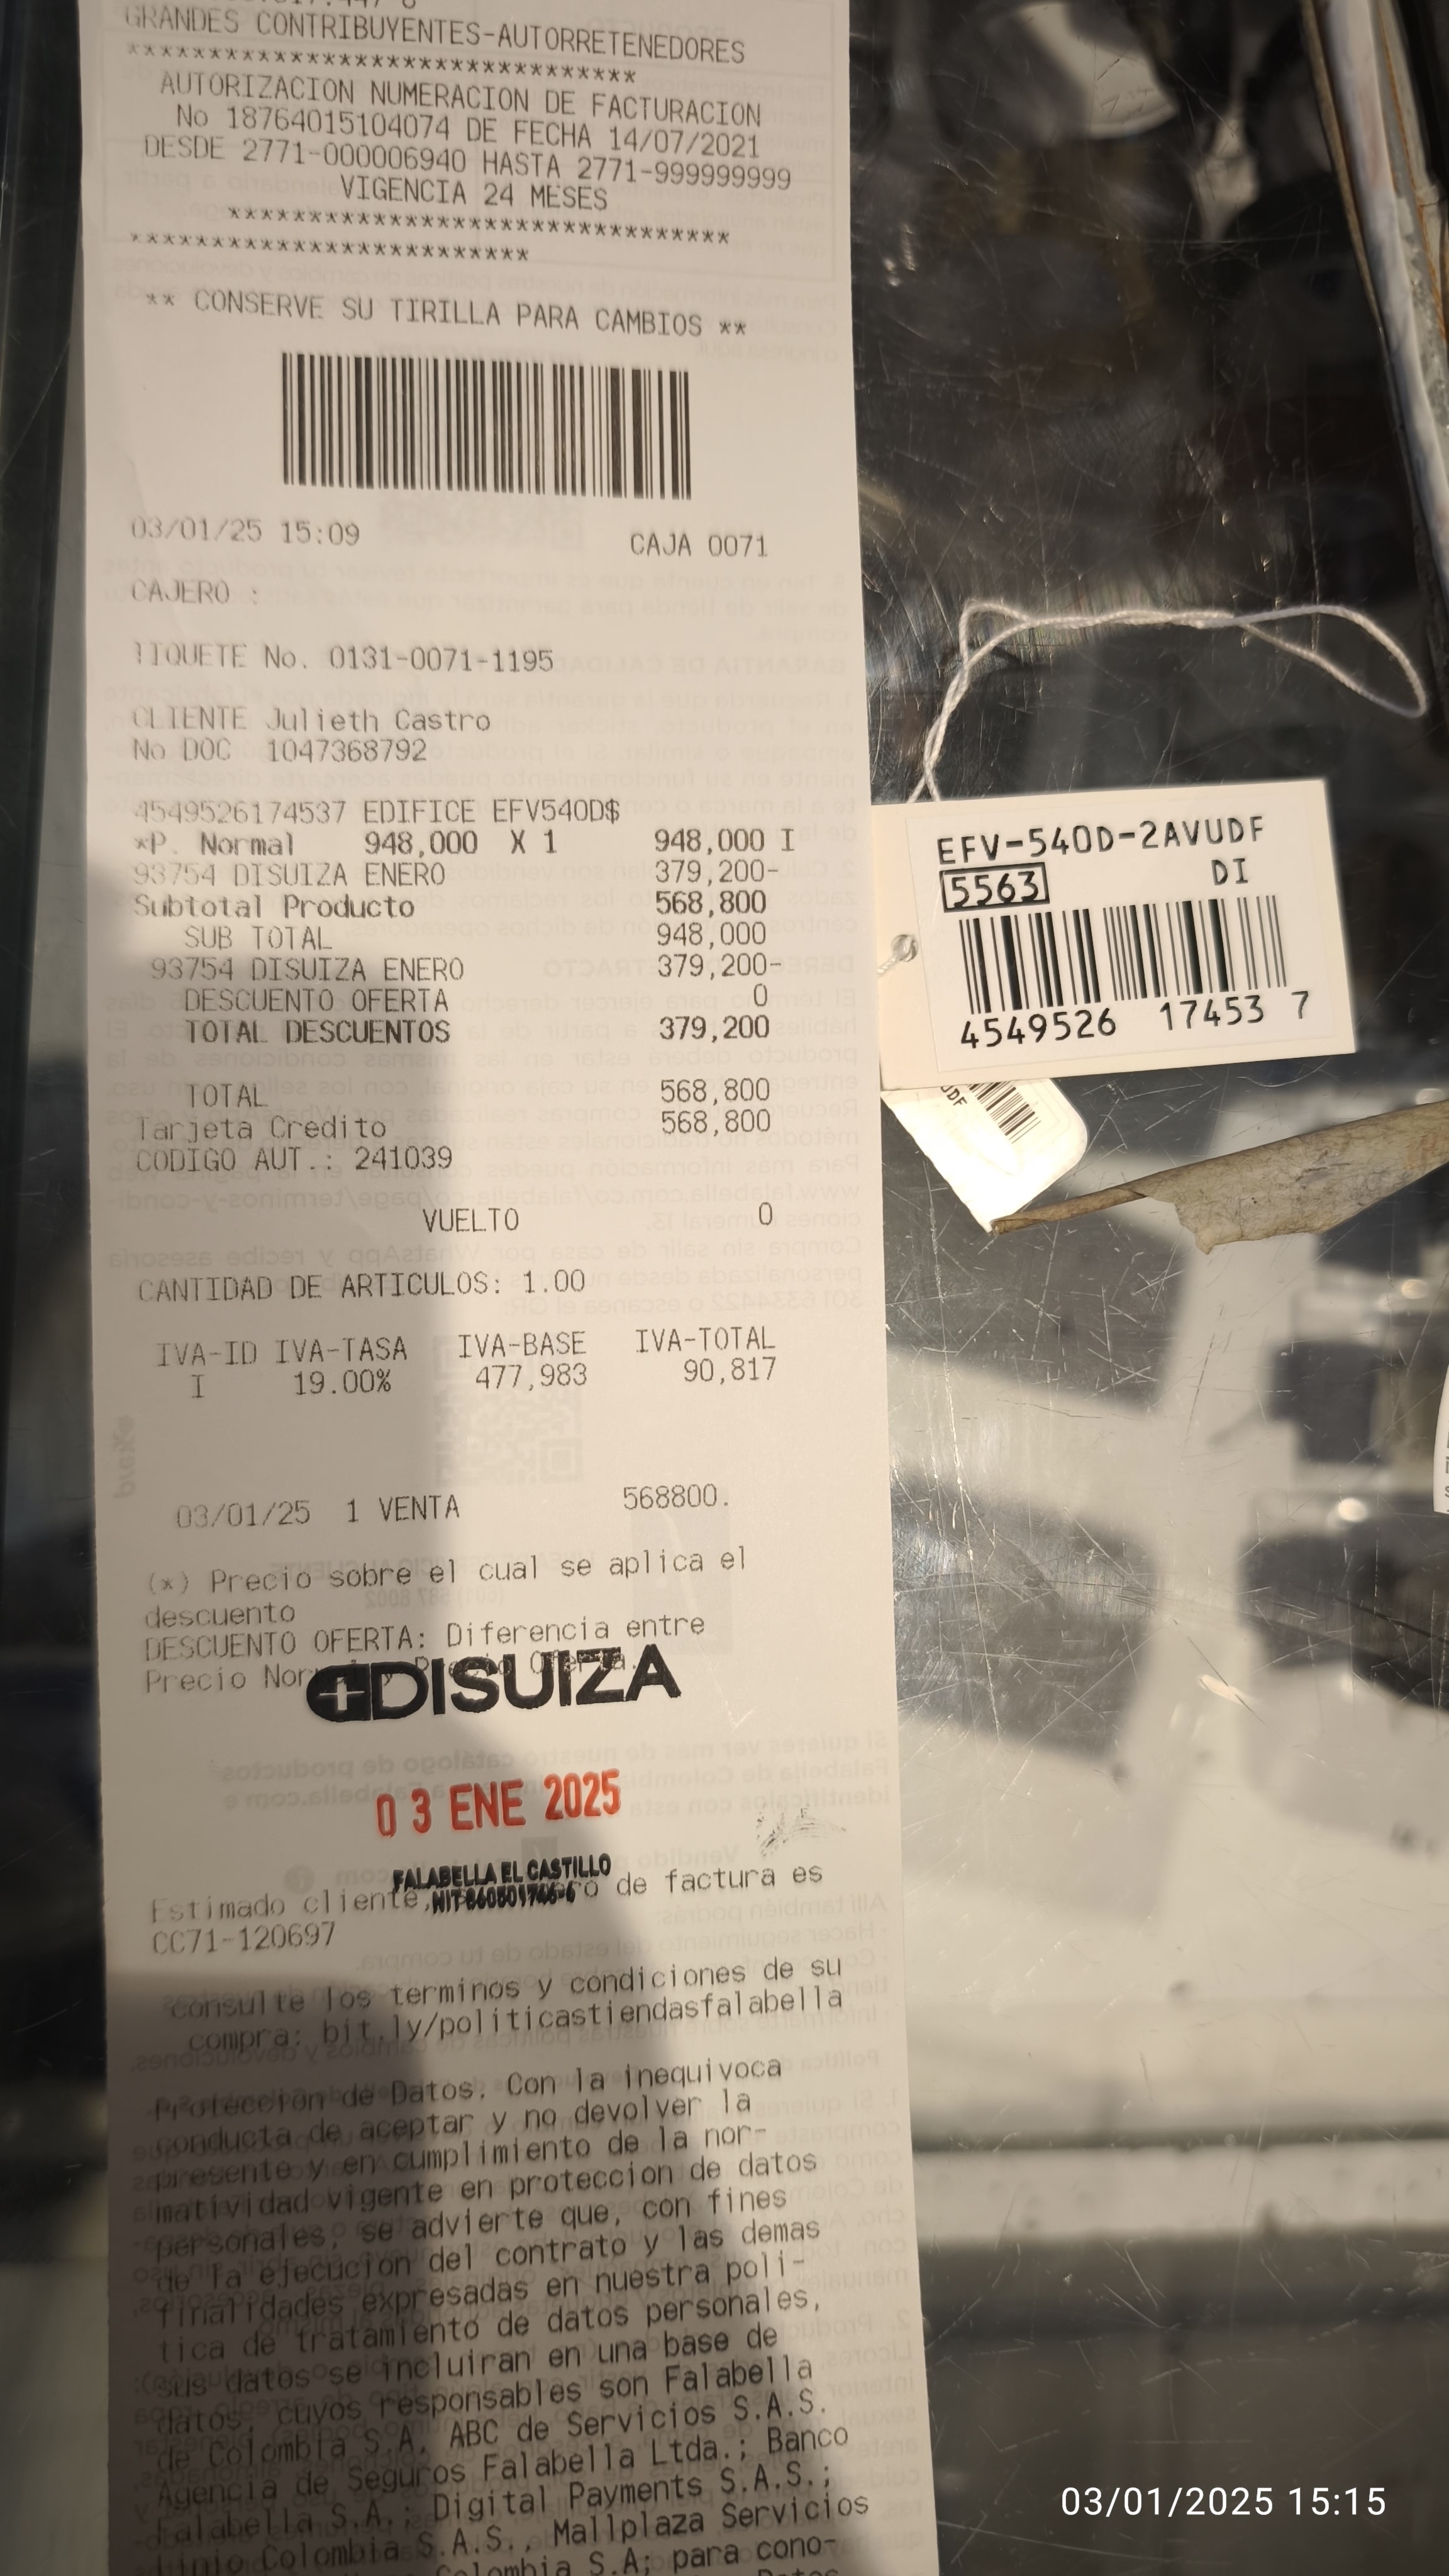 GRANDES CONTRIBUYENTES-AUTORRETENEDORES
********************************
AUTORIZACION NUMERACION DE FACTURACION
No 18764015104074 DE FECHA 14/07/2021
DESDE 2771-000006940 HASTA 2771-999999999
VIGENCIA 24 MESES
********************************
*************************
** CONSERVE SU TIRILLA PARA CAMBIOS **
03/01/25 15:09 CAJA 0071
CAJERO :
TIQUETE No. 0131-0071-1195
CLIENTE Julieth Castro
No DOC 1047368792
4549526174537 EDIFICE EFV540D$
*P. Normal 948,000 X 1 948,000 I
93754 DISUIZA ENERO 379,200-
Subtotal Producto 568,800
SUB TOTAL 948,000
93754 DISUIZA ENERO 379,200-
DESCUENTO OFERTA 0
TOTAL DESCUENTOS 379,200
TOTAL 568,800
Tarjeta Credito 568,800
CODIGO AUT.: 241039
VUELTO 0
CANTIDAD DE ARTICULOS: 1.00
IVA-ID IVA-TASA IVA-BASE IVA-TOTAL
I 19.00% 477,983 90,817
03/01/25 1 VENTA 568800.
(*) Precio sobre el cual se aplica el
descuento
DESCUENTO OFERTA: Diferencia entre
Precio
DISUIZA
03 ENE 2025
FALABELLA EL CASTILLO
Estimado cliente, de factura es
CC71-120697
consulte los terminos y condiciones de su
compra: bit.ly/politicastiendasfalabella
Proteccion de Datos. Con la inequivoca
conducta de aceptar y no devolver la
presente y en cumplimiento de la nor-
matividad vigente en proteccion de datos
personales, se advierte que, con fines
de la ejecucion del contrato y las demas
finalidades expresadas en nuestra poli-
tica de tratamiento de datos personales,
sus datos se incluiran en una base de
datos, cuyos responsables son Falabella
de Colombia S.A. ABC de Servicios S.A.S.
Agencia de Seguros Falabella Ltda.; Banco
Falabella S.A.; Digital Payments S.A.S.;
Linio Colombia S.A.S., Mallplaza Servicios
Colombia S.A; para cono-
Datos
EFV-540D-2AVUDF
5563 DI
4549526 17453 7
UDF
03/01/2025 15:15